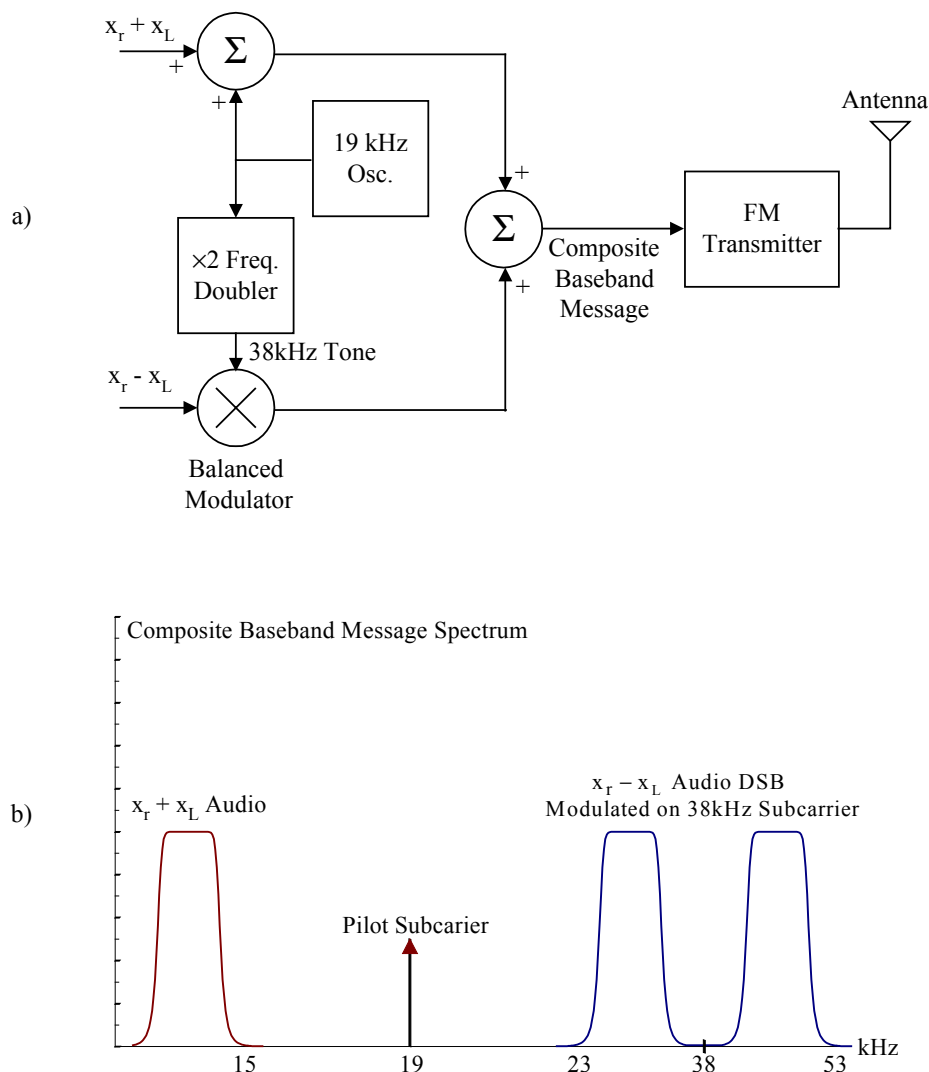 x_r + x_L
+
Σ
+
19 kHz
Osc.
Antenna
a)
+
Σ
FM
Transmitter
Composite
Baseband
Message
×2 Freq.
Doubler
+
38kHz Tone
x_r - x_L
Balanced
Modulator
Composite Baseband Message Spectrum
b)
x_r + x_L Audio
x_r – x_L Audio DSB
Modulated on 38kHz Subcarrier
Pilot Subcarier
15
19
23
38
53
kHz